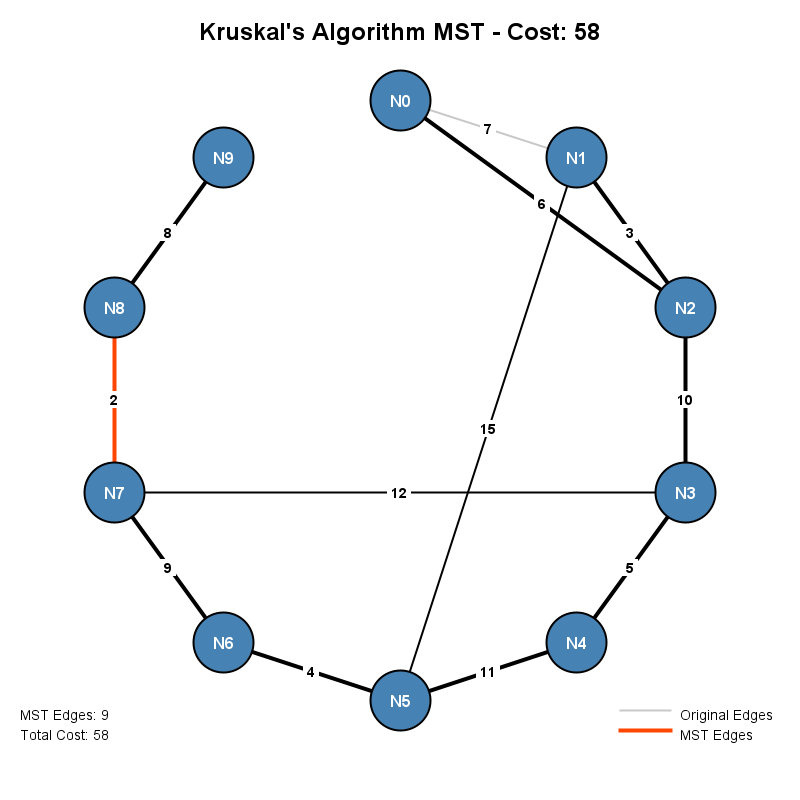 Kruskal's Algorithm MST - Cost: 58
N0
7
N9
N1
6
8
3
N8
N2
2
10
15
N7
12
N3
9
5
N6
N4
4
11
N5
MST Edges: 9
Total Cost: 58
Original Edges
MST Edges